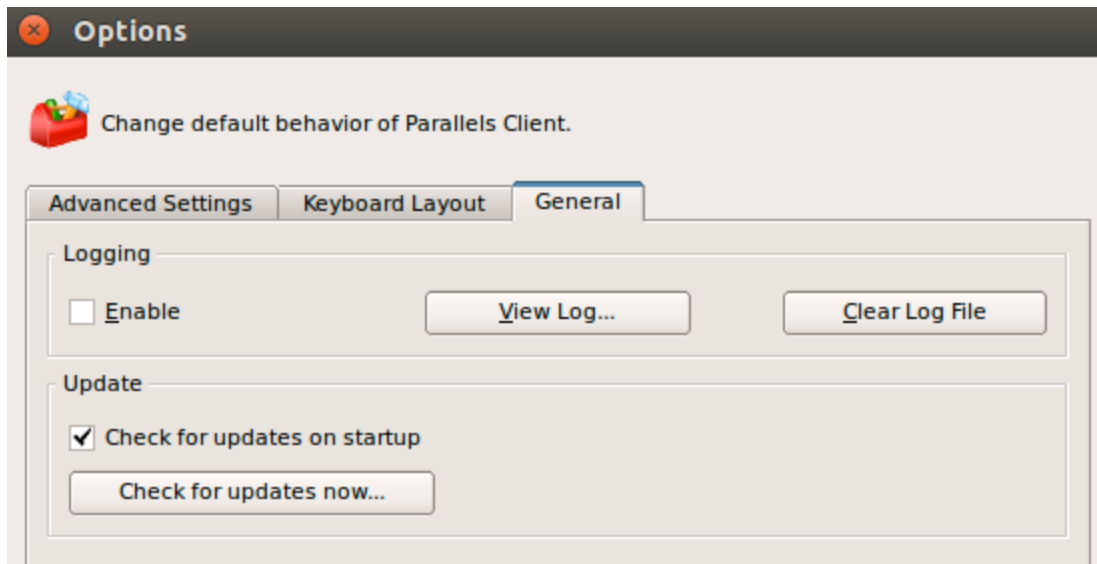 Options
Change default behavior of Parallels Client.
Advanced Settings Keyboard Layout General
Logging
Enable View Log... Clear Log File
Update
Check for updates on startup
Check for updates now...